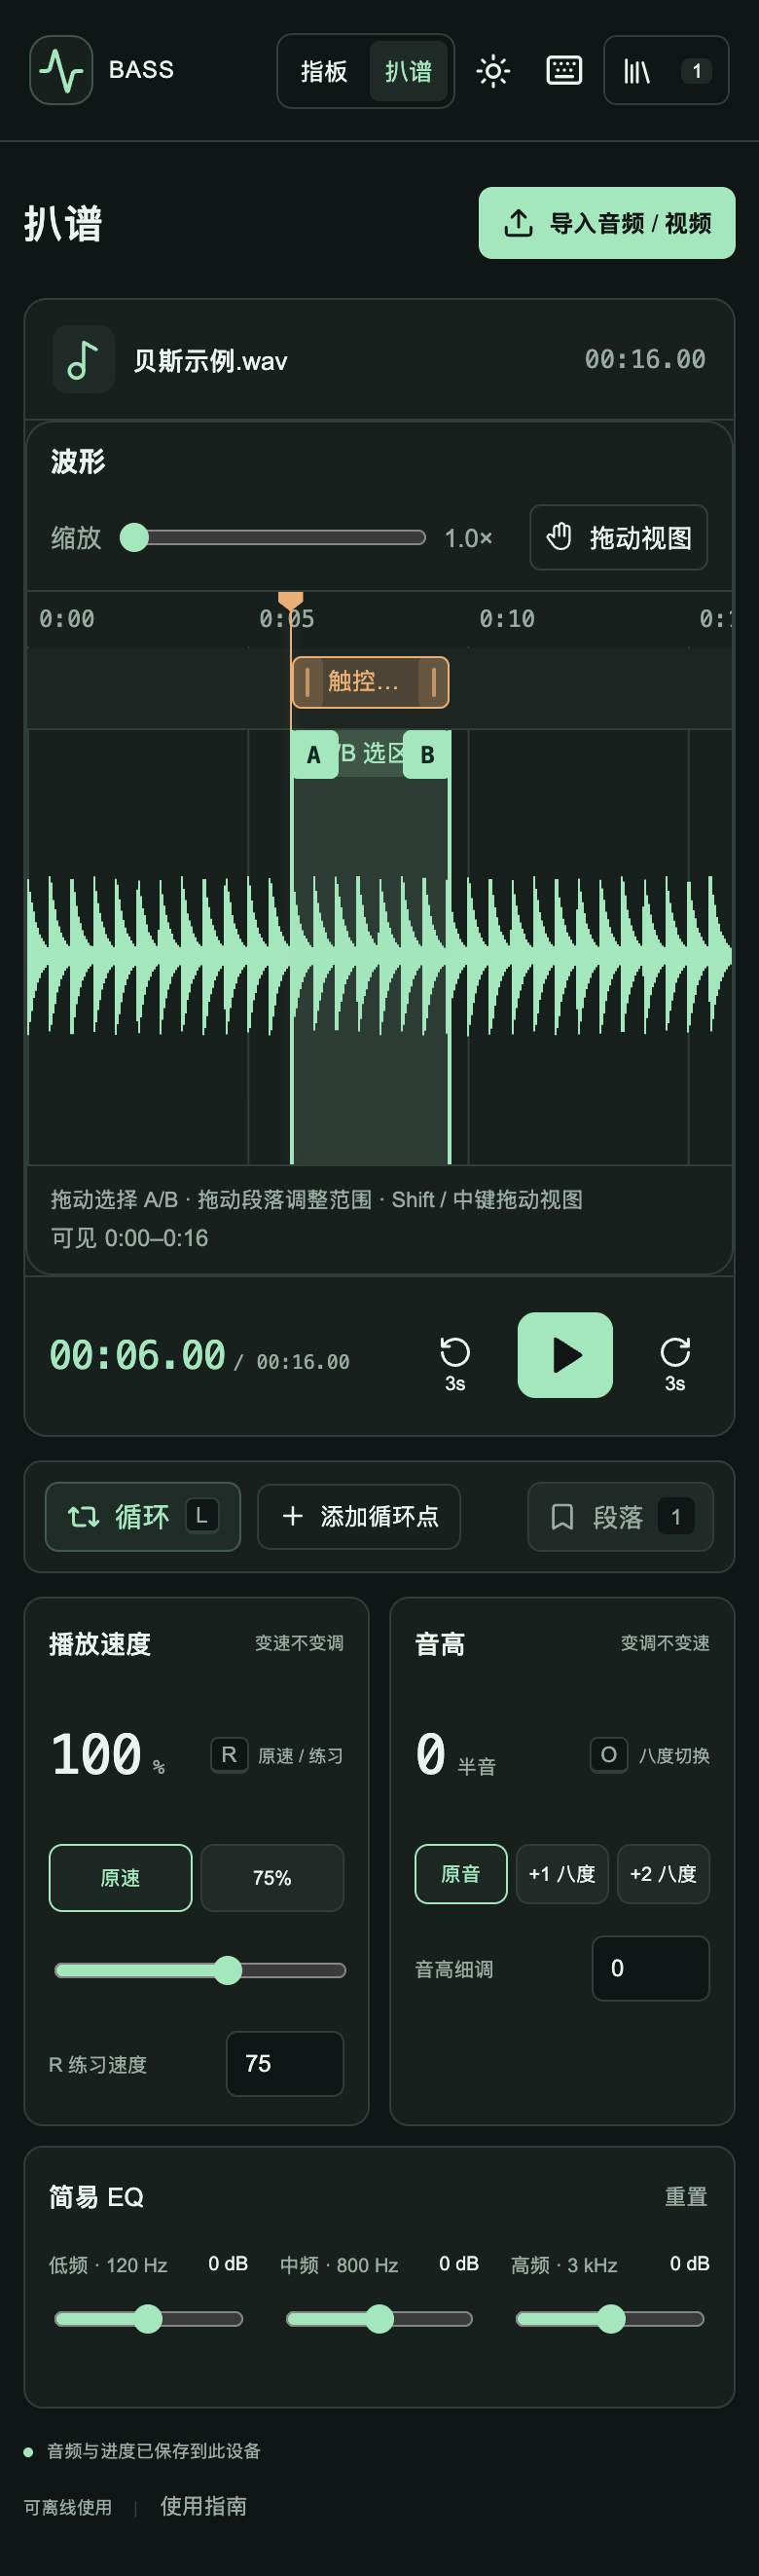 BASS 指板 扒谱 1
扒谱 导入音频 / 视频
贝斯示例.wav 00:16.00
波形
缩放 1.0× 拖动视图
0:00 0:05 0:10 0:1
触控...
A /B 选区 B
拖动选择 A/B · 拖动段落调整范围 · Shift / 中键拖动视图
可见 0:00–0:16
00:06.00 / 00:16.00 3s 3s
循环 L 添加循环点 段落 1
播放速度 变速不变调
100 % R 原速 / 练习
原速 75%
R 练习速度 75
音高 变调不变速
0 半音 O 八度切换
原音 +1 八度 +2 八度
音高细调 0
简易 EQ 重置
低频 · 120 Hz 0 dB 中频 · 800 Hz 0 dB 高频 · 3 kHz 0 dB
音频与进度已保存到此设备
可离线使用 | 使用指南